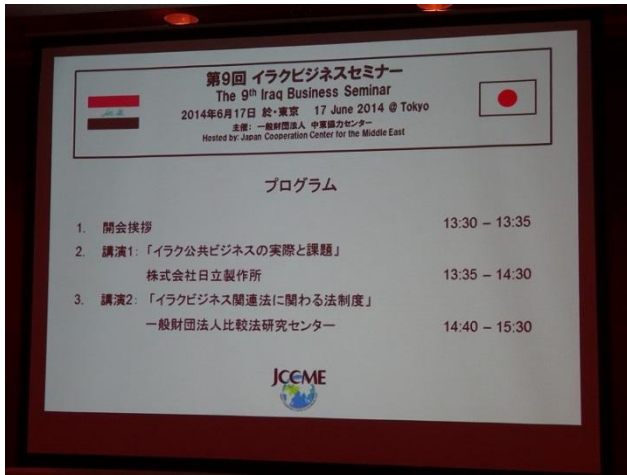 第9回 イラクビジネスセミナー
The 9th Iraq Business Seminar
2014年6月17日 於・東京 17 June 2014 @ Tokyo
主催： 一般財団法人 中東協力センター
Hosted by: Japan Cooperation Center for the Middle East
プログラム
1. 開会挨拶 13:30 – 13:35
2. 講演1：「イラク公共ビジネスの実際と課題」
株式会社日立製作所 13:35 – 14:30
3. 講演2：「イラクビジネス関連法に関わる法制度」
一般財団法人比較法研究センター 14:40 – 15:30
JCCME